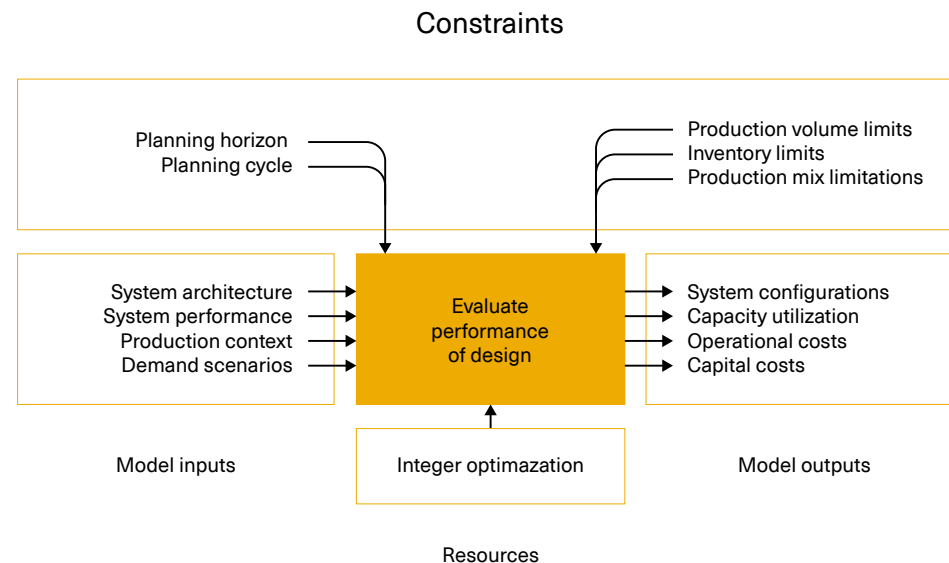 Constraints
Planning horizon
Planning cycle
Production volume limits
Inventory limits
Production mix limitations
System architecture
System performance
Production context
Demand scenarios
Evaluate
performance
of design
System configurations
Capacity utilization
Operational costs
Capital costs
Model inputs
Integer optimazation
Model outputs
Resources